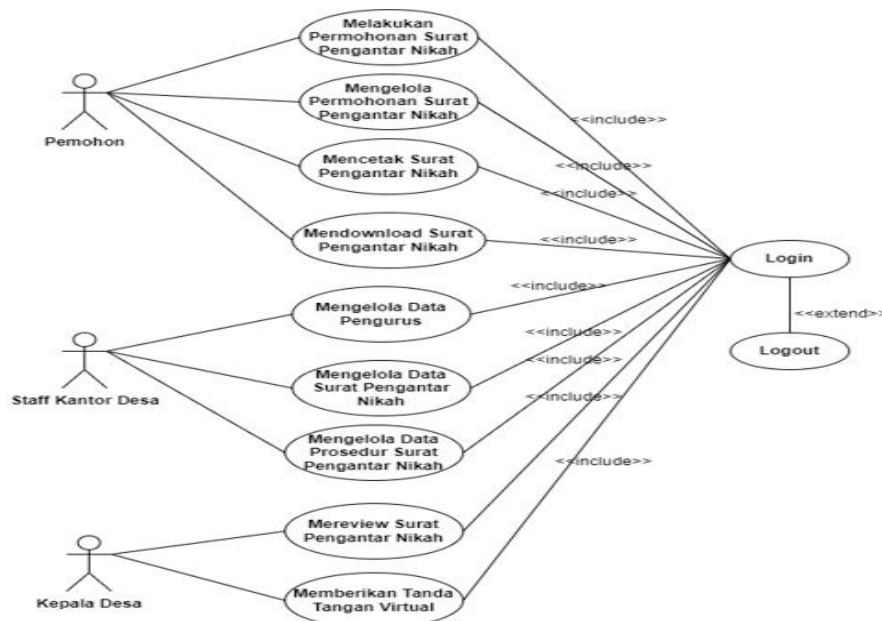 Melakukan
Permohonan Surat
Pengantar Nikah
Mengelola
Permohonan Surat
Pengantar Nikah
Pemohon
<<include>>
Mencetak Surat
Pengantar Nikah
<<include>>
<<include>>
Mendownload Surat
Pengantar Nikah
<<include>>
Login
Mengelola Data
Pengurus
<<include>>
<<extend>>
Logout
Staff Kantor Desa
Mengelola Data
Surat Pengantar
Nikah
<<include>>
<<include>>
Mengelola Data
Prosedur Surat
Pengantar Nikah
<<include>>
<<include>>
Mereview Surat
Pengantar Nikah
Kepala Desa
Memberikan Tanda
Tangan Virtual